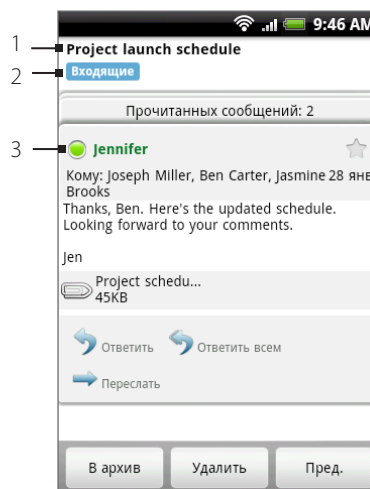 9:46 AM
1
Project launch schedule
2
Входящие
Прочитанных сообщений: 2
3
Jennifer
Кому: Joseph Miller, Ben Carter, Jasmine 28 янв
Brooks
Thanks, Ben. Here's the updated schedule.
Looking forward to your comments.
Jen
Project schedu...
45KB
Ответить Ответить всем
Переслать
В архив Удалить Пред.